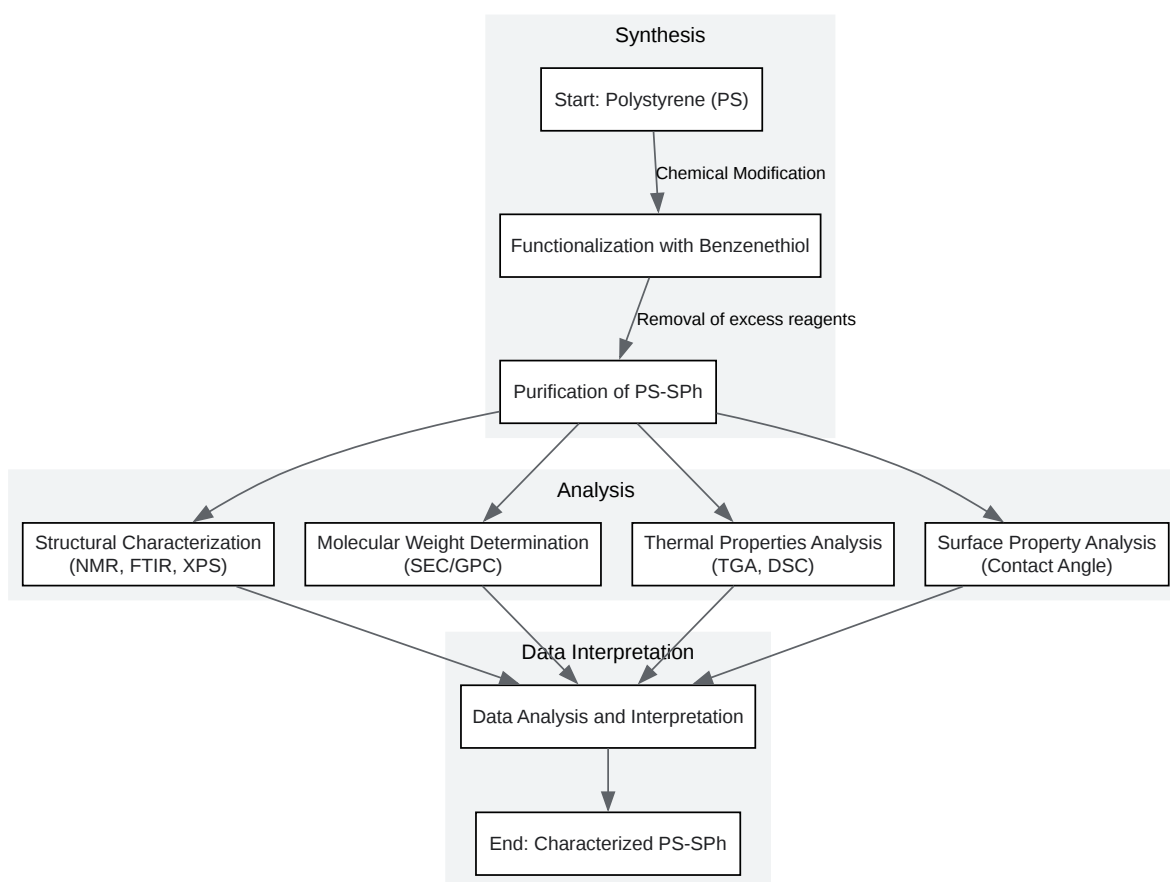 Synthesis
Start: Polystyrene (PS)
Chemical Modification
Functionalization with Benzenethiol
Removal of excess reagents
Purification of PS-SPh
Analysis
Structural Characterization
(NMR, FTIR, XPS)
Molecular Weight Determination
(SEC/GPC)
Thermal Properties Analysis
(TGA, DSC)
Surface Property Analysis
(Contact Angle)
Data Interpretation
Data Analysis and Interpretation
End: Characterized PS-SPh